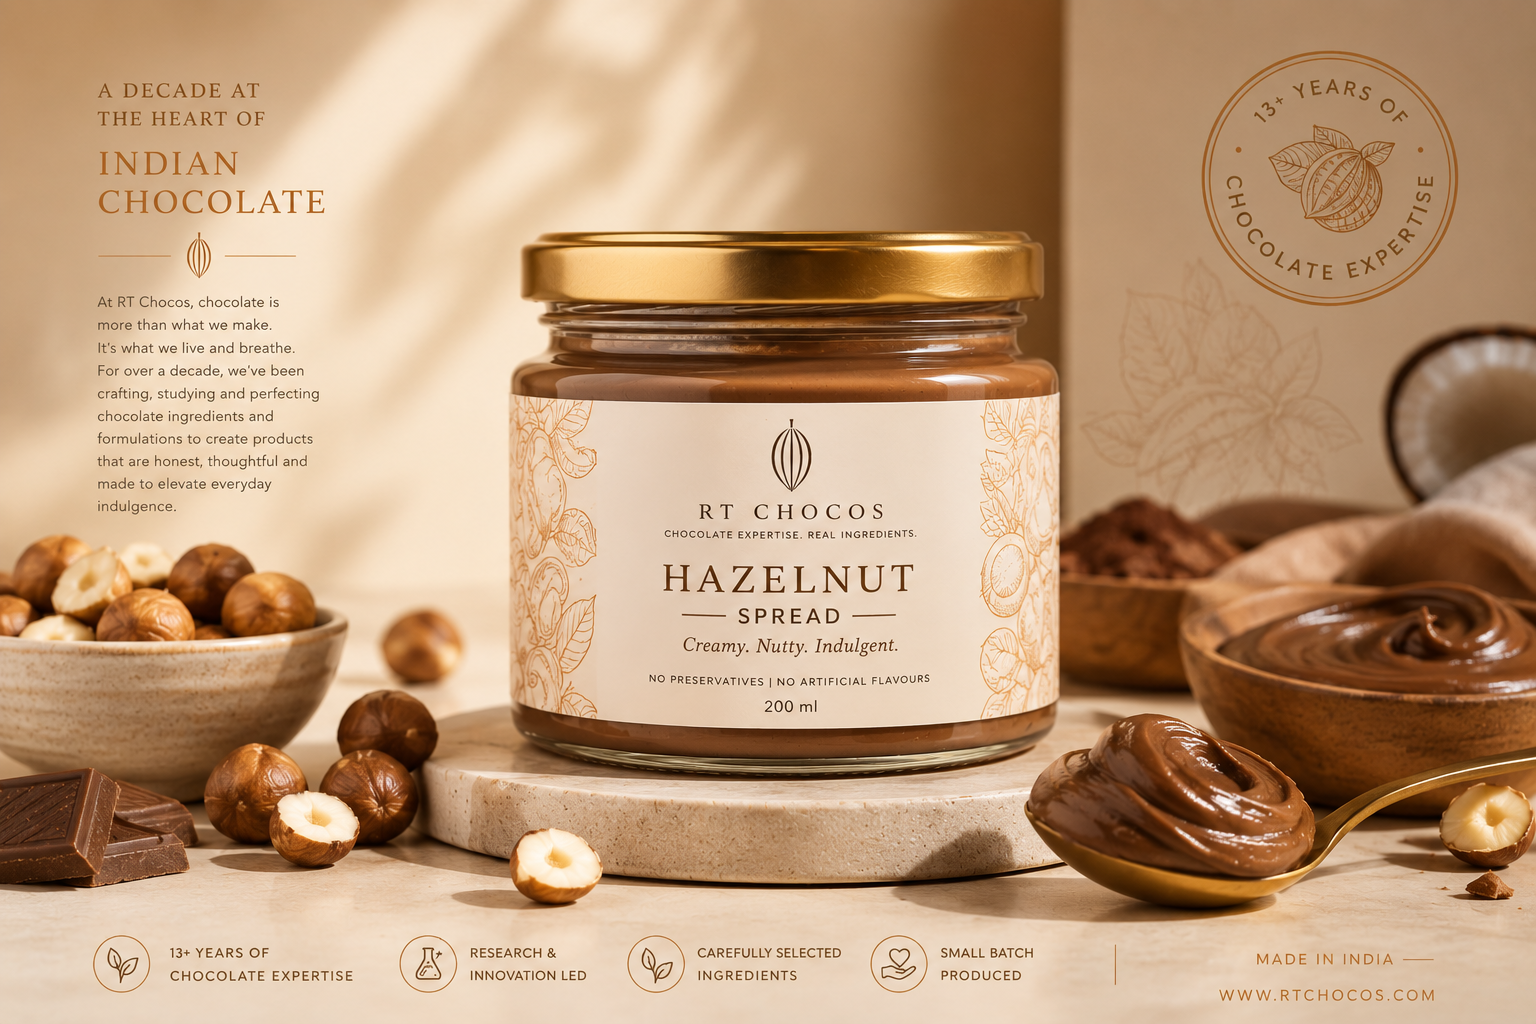 A DECADE AT
THE HEART OF
INDIAN
CHOCOLATE
At RT Chocos, chocolate is
more than what we make.
It's what we live and breathe.
For over a decade, we've been
crafting, studying and perfecting
chocolate ingredients and
formulations to create products
that are honest, thoughtful and
made to elevate everyday
indulgence.
13+ YEARS OF
CHOCOLATE EXPERTISE
RT CHOCOS
CHOCOLATE EXPERTISE. REAL INGREDIENTS.
HAZELNUT
SPREAD
Creamy. Nutty. Indulgent.
NO PRESERVATIVES | NO ARTIFICIAL FLAVOURS
200 ml
13+ YEARS OF
CHOCOLATE EXPERTISE
RESEARCH &
INNOVATION LED
CAREFULLY SELECTED
INGREDIENTS
SMALL BATCH
PRODUCED
MADE IN INDIA
WWW.RTCHOCOS.COM